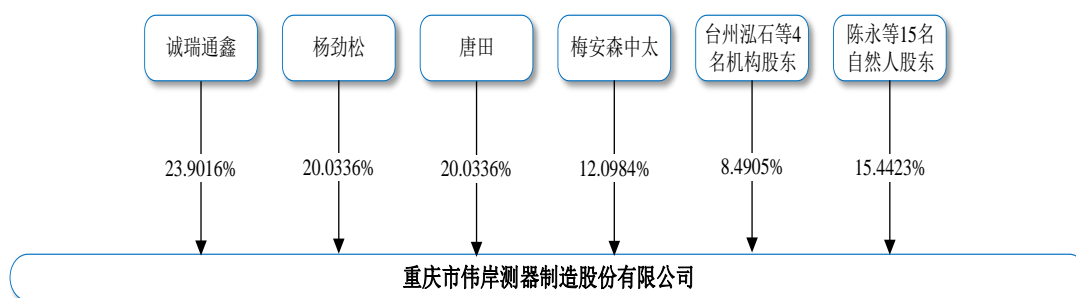 诚瑞通鑫
杨劲松
唐田
梅安森中太
台州泓石等4
名机构股东
陈永等15名
自然人股东
23.9016%
20.0336%
20.0336%
12.0984%
8.4905%
15.4423%
重庆市伟岸测器制造股份有限公司